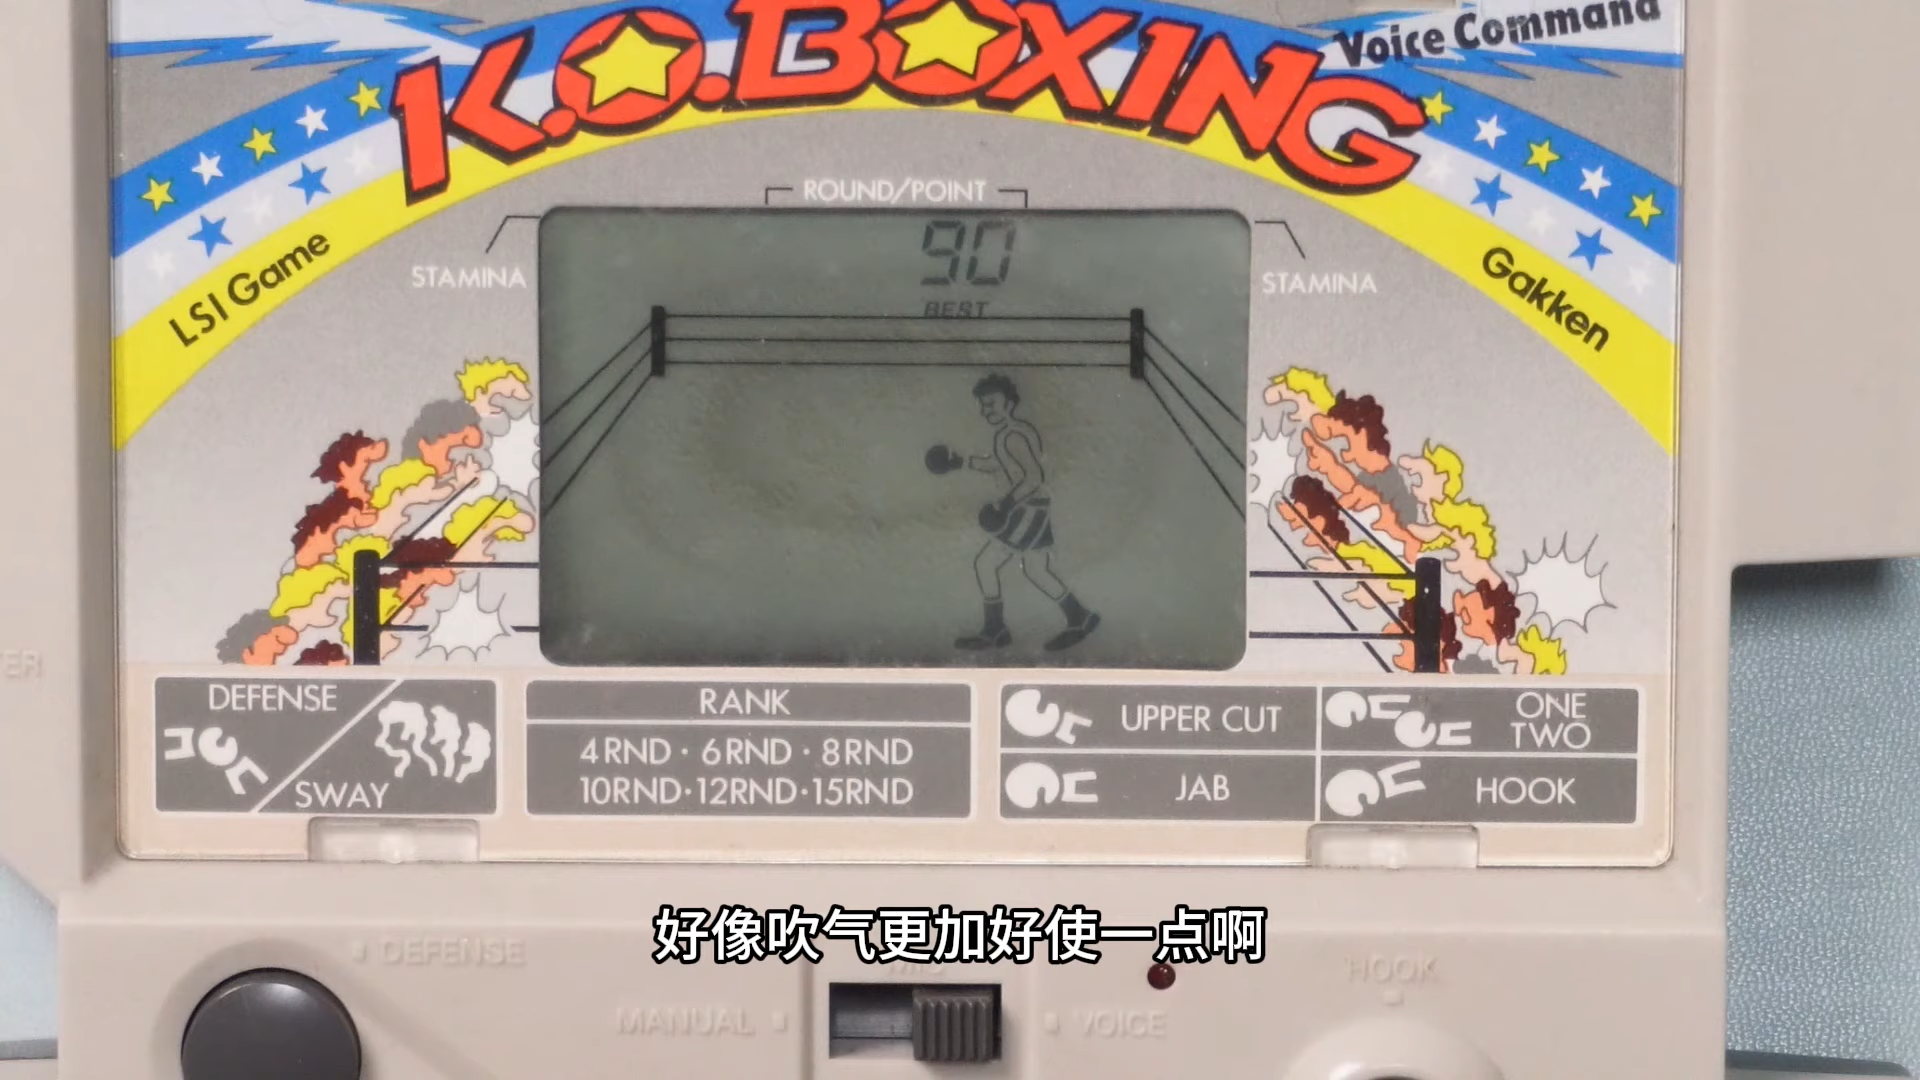 K.O.BOXING
Voice Command
LSI Game
Gakken
ROUND/POINT
STAMINA
STAMINA
90
BEST
DEFENSE
SWAY
RANK
4RND・6RND・8RND
10RND・12RND・15RND
UPPER CUT
ONE
TWO
JAB
HOOK
好像吹气更加好使一点啊
DEFENSE
HOOK
MANUAL
VOICE